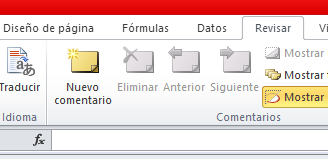 Diseño de página Fórmulas Datos Revisar
Traducir Nuevo comentario Eliminar Anterior Siguiente
Mostrar
Mostrar
Mostrar
Idioma Comentarios
fx